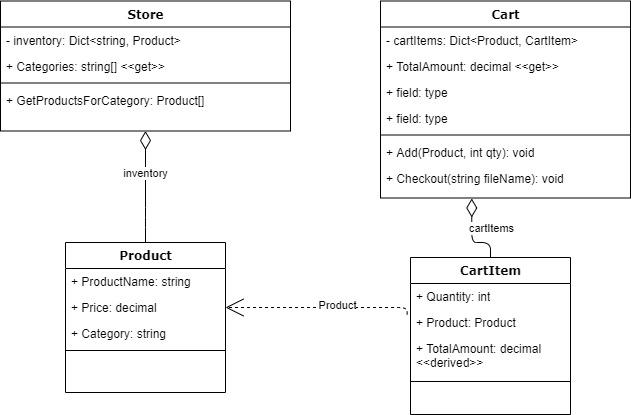 Store
- inventory: Dict<string, Product>
+ Categories: string[] <<get>>
+ GetProductsForCategory: Product[]
Cart
- cartItems: Dict<Product, CartItem>
+ TotalAmount: decimal <<get>>
+ field: type
+ field: type
+ Add(Product, int qty): void
+ Checkout(string fileName): void
inventory
cartItems
Product
+ ProductName: string
+ Price: decimal
+ Category: string
Product
CartItem
+ Quantity: int
+ Product: Product
+ TotalAmount: decimal
<<derived>>